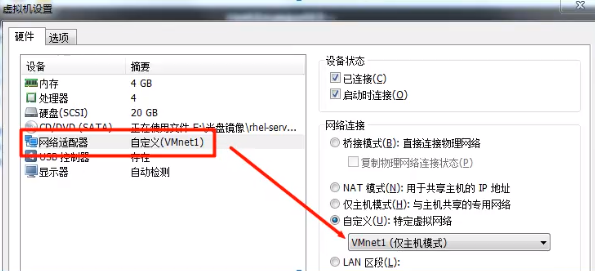 虚拟机设置
硬件 选项
设备 摘要
内存 4 GB
处理器 4
硬盘(SCSI) 20 GB
CD/DVD (SATA) 正在使用文件 E:\光盘镜像\rhel-serv...
网络适配器 自定义(VMnet1)
USB 控制器 存在
显示器 自动检测
设备状态
已连接(C)
启动时连接(O)
网络连接
桥接模式(B): 直接连接物理网络
复制物理网络连接状态(P)
NAT 模式(N): 用于共享主机的 IP 地址
仅主机模式(H): 与主机共享的专用网络
自定义(U): 特定虚拟网络
VMnet1 (仅主机模式)
LAN 区段(L):